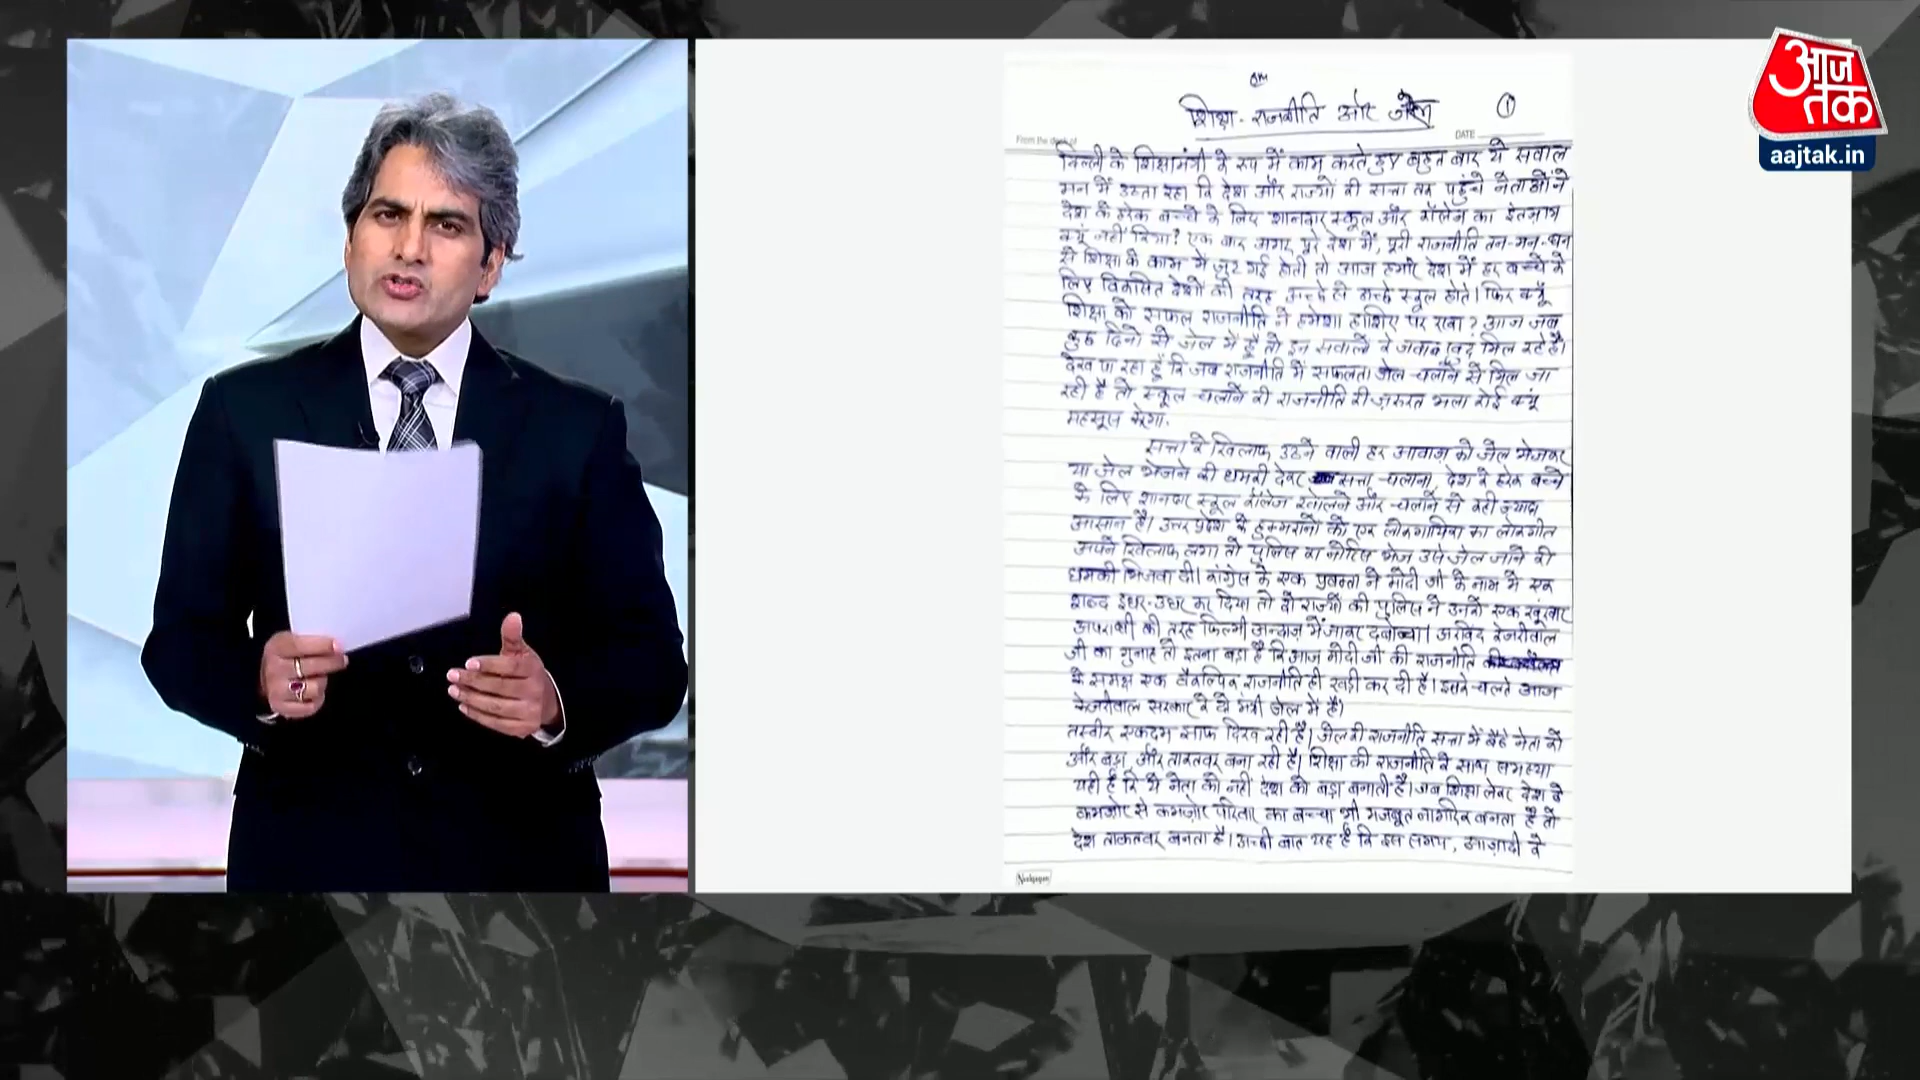 आज तक
aajtak.in
ॐ
शिक्षा - राजनीति और जेल
1
From the desk of
DATE
दिल्ली के शिक्षामंत्री के रूप में काम करते हुए बहुत बार ये सवाल
मन में उठता रहा कि देश और राज्यों की सत्ता तक पहुंचे नेताओं ने
देश के हरेक बच्चे के लिए शानदार स्कूल और कॉलेज का इंतज़ाम
क्यूं नहीं किया? एक बार अगर पूरे देश में, पूरी राजनीति तन-मन-धन
से शिक्षा के काम में जुट गई होती तो आज हमारे देश में हर बच्चे के
लिए विकसित देशों की तरह अच्छे से अच्छे स्कूल होते। फिर क्यूं
शिक्षा को सफल राजनीति ने हमेशा हाशिए पर रखा? आज जब
कुछ दिनों से जेल में हूँ तो इन सवालों के जवाब खुद मिल रहे हैं।
देख पा रहा हूं कि जब राजनीति में सफलता जेल चलाने से मिल जा
रही है तो स्कूल चलाने की राजनीति की ज़रुरत भला कोई क्यूं
महसूस करेगा.
सत्ता के खिलाफ उठने वाली हर आवाज़ को जेल भेजकर
या जेल भेजने की धमकी देकर सत्ता चलाना, देश के हरेक बच्चे
के लिए शानदार स्कूल कॉलेज खोलने और चलाने से कहीं ज़्यादा
आसान है। उत्तर प्रदेश के हुक्मरानों को एक लोकगायिका का लोकगीत
अपने खिलाफ लगा तो पुलिस का नोटिस भेज उसे जेल जाने की
धमकी भिजवा दी। कांग्रेस के एक प्रवक्ता ने मोदी जी के नाम में एक
शब्द इधर-उधर कर दिया तो दो राज्यों की पुलिस ने उनको एक खूंखार
अपराधी की तरह फिल्मी अन्दाज़ में जाकर दबोचा। अरविंद केजरीवाल
जी का गुनाह तो इतना बड़ा है कि आज मोदी जी की राजनीति
के समक्ष एक वैकल्पिक राजनीति ही खड़ी कर दी है। इसके चलते आज
केजरीवाल सरकार के दो मंत्री जेल में हैं।
तस्वीर एकदम साफ दिख रही है। जेल की राजनीति सत्ता में बैठे नेता को
और बड़ा, और ताकतवर बना रही है। शिक्षा की राजनीति के साथ समस्या
यही है कि ये नेता को नहीं देश को बड़ा बनाती है। जब शिक्षा लेकर देश के
कमज़ोर से कमज़ोर परिवार का बच्चा भी मजबूत नागरिक बनता है तो
देश ताकतवर बनता है। अच्छी बात यह है कि इस समय, आज़ादी के